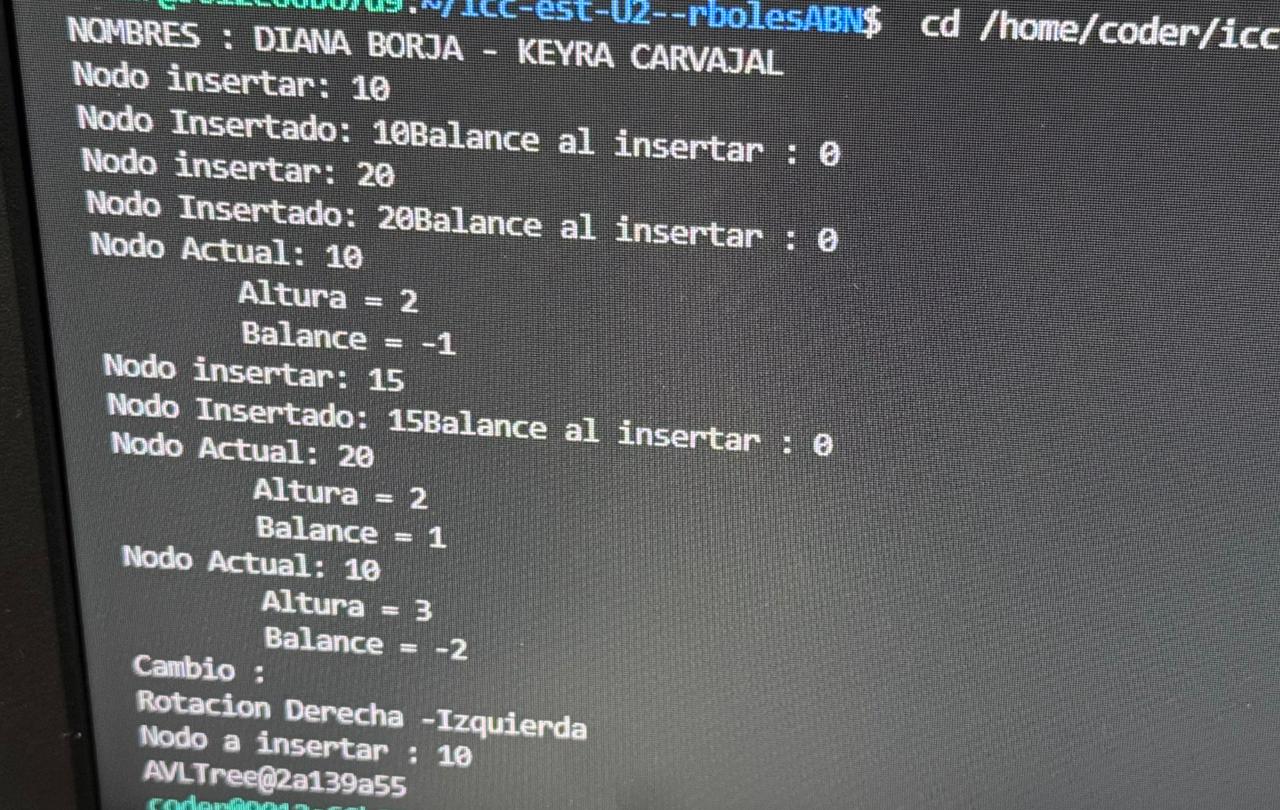 .~/icc-est-U2--rbolesABN$ cd /home/coder/icc
NOMBRES : DIANA BORJA - KEYRA CARVAJAL
Nodo insertar: 10
Nodo Insertado: 10Balance al insertar : 0
Nodo insertar: 20
Nodo Insertado: 20Balance al insertar : 0
Nodo Actual: 10
Altura = 2
Balance = -1
Nodo insertar: 15
Nodo Insertado: 15Balance al insertar : 0
Nodo Actual: 20
Altura = 2
Balance = 1
Nodo Actual: 10
Altura = 3
Balance = -2
Cambio :
Rotacion Derecha -Izquierda
Nodo a insertar : 10
AVLTree@2a139a55